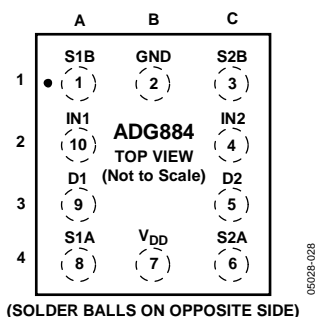 A B C
S1B GND S2B
1 1 2 3
IN1 IN2
2 10 ADG884 4
TOP VIEW
(Not to Scale)
D1 D2
3 9 5
S1A VDD S2A
4 8 7 6
(SOLDER BALLS ON OPPOSITE SIDE)
05028-028